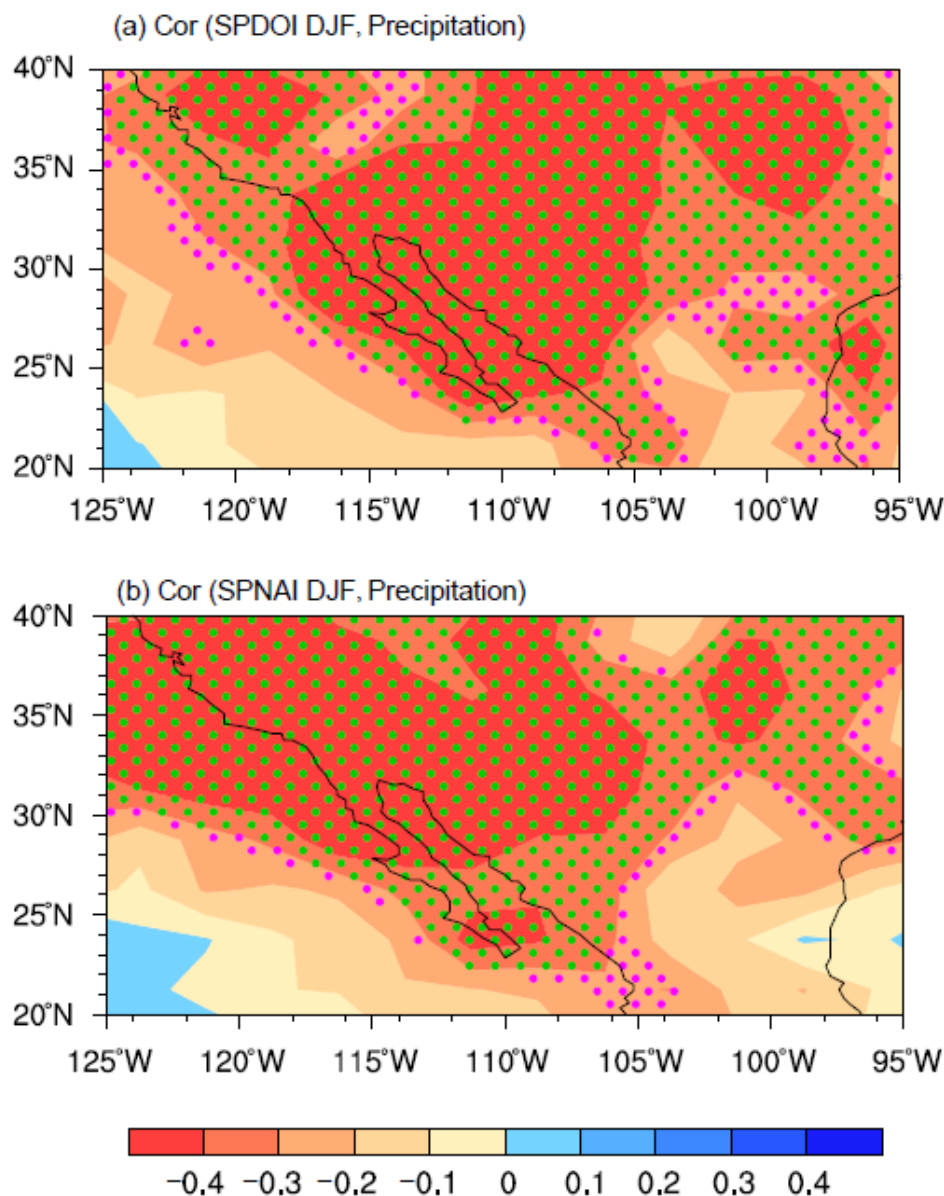 (a) Cor (SPDOI DJF, Precipitation)
40°N
35°N
30°N
25°N
20°N
125°W 120°W 115°W 110°W 105°W 100°W 95°W
(b) Cor (SPNAI DJF, Precipitation)
40°N
35°N
30°N
25°N
20°N
125°W 120°W 115°W 110°W 105°W 100°W 95°W
−0.4 −0.3 −0.2 −0.1 0 0.1 0.2 0.3 0.4